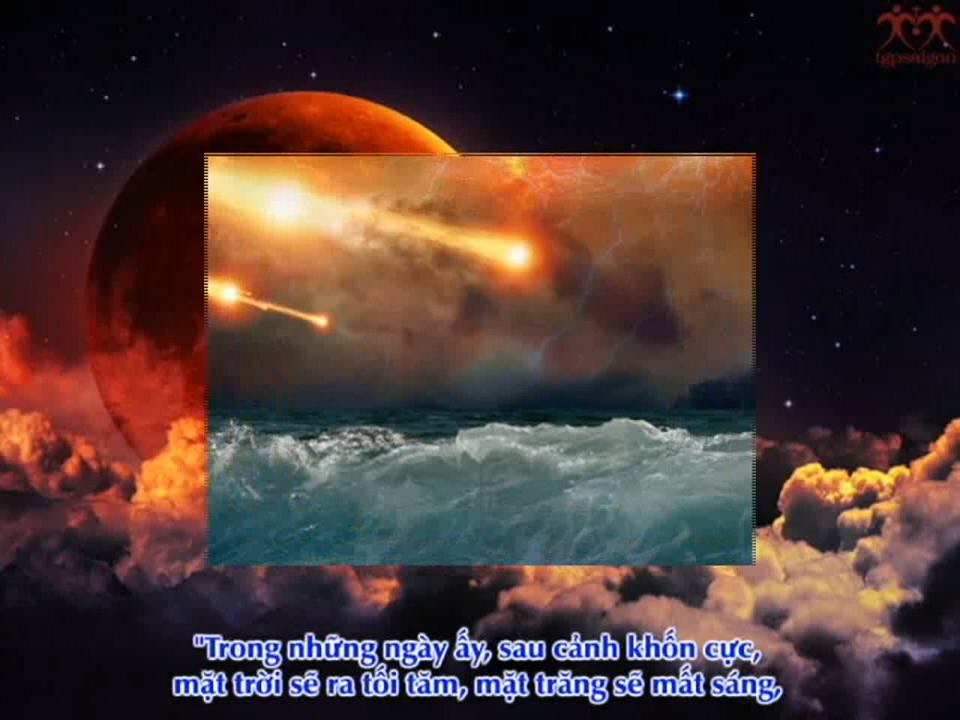 tgpsaigon
"Trong những ngày ấy, sau cảnh khốn cực,
mặt trời sẽ ra tối tăm, mặt trăng sẽ mất sáng,